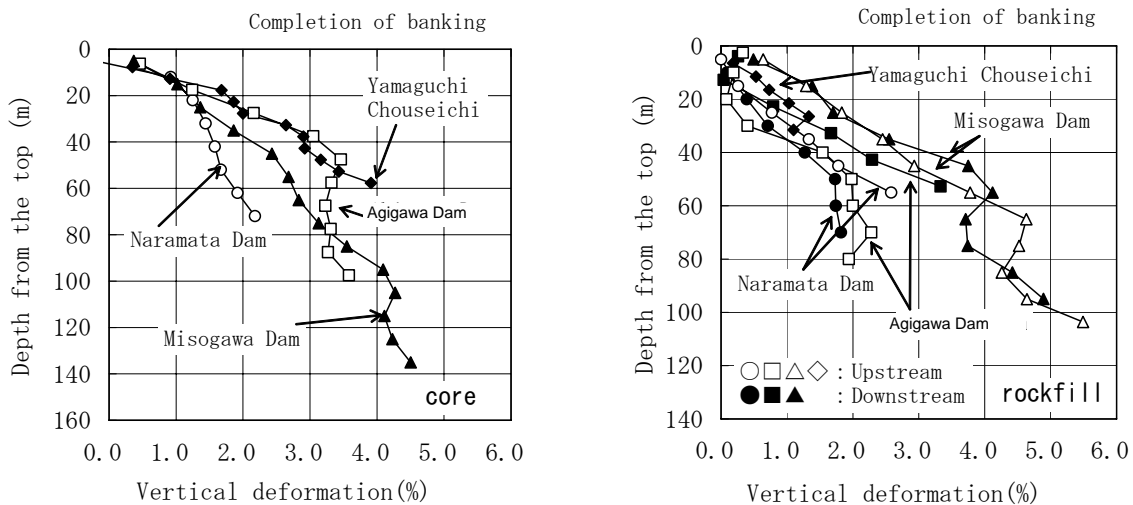 Completion of banking
0
20
40
60
80
100
120
140
160
0.0 1.0 2.0 3.0 4.0 5.0 6.0
Depth from the top (m)
Vertical deformation(%)
Yamaguchi
Chouseichi
Agigawa Dam
Naramata Dam
Misogawa Dam
core
Completion of banking
0
20
40
60
80
100
120
140
0.0 1.0 2.0 3.0 4.0 5.0 6.0
Depth from the top (m)
Vertical deformation(%)
Yamaguchi Chouseichi
Misogawa Dam
Naramata Dam
Agigawa Dam
: Upstream
: Downstream
rockfill